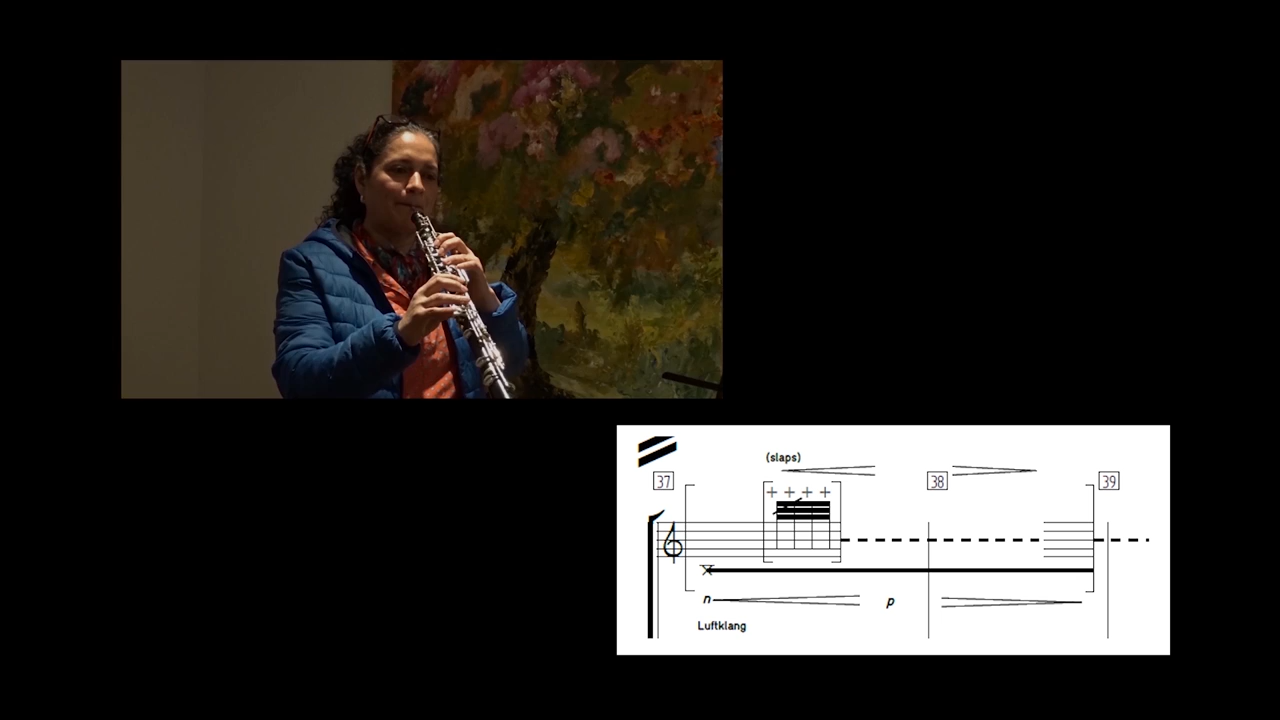 (slaps)
37
38
39
+ + + +
n
p
Luftklang